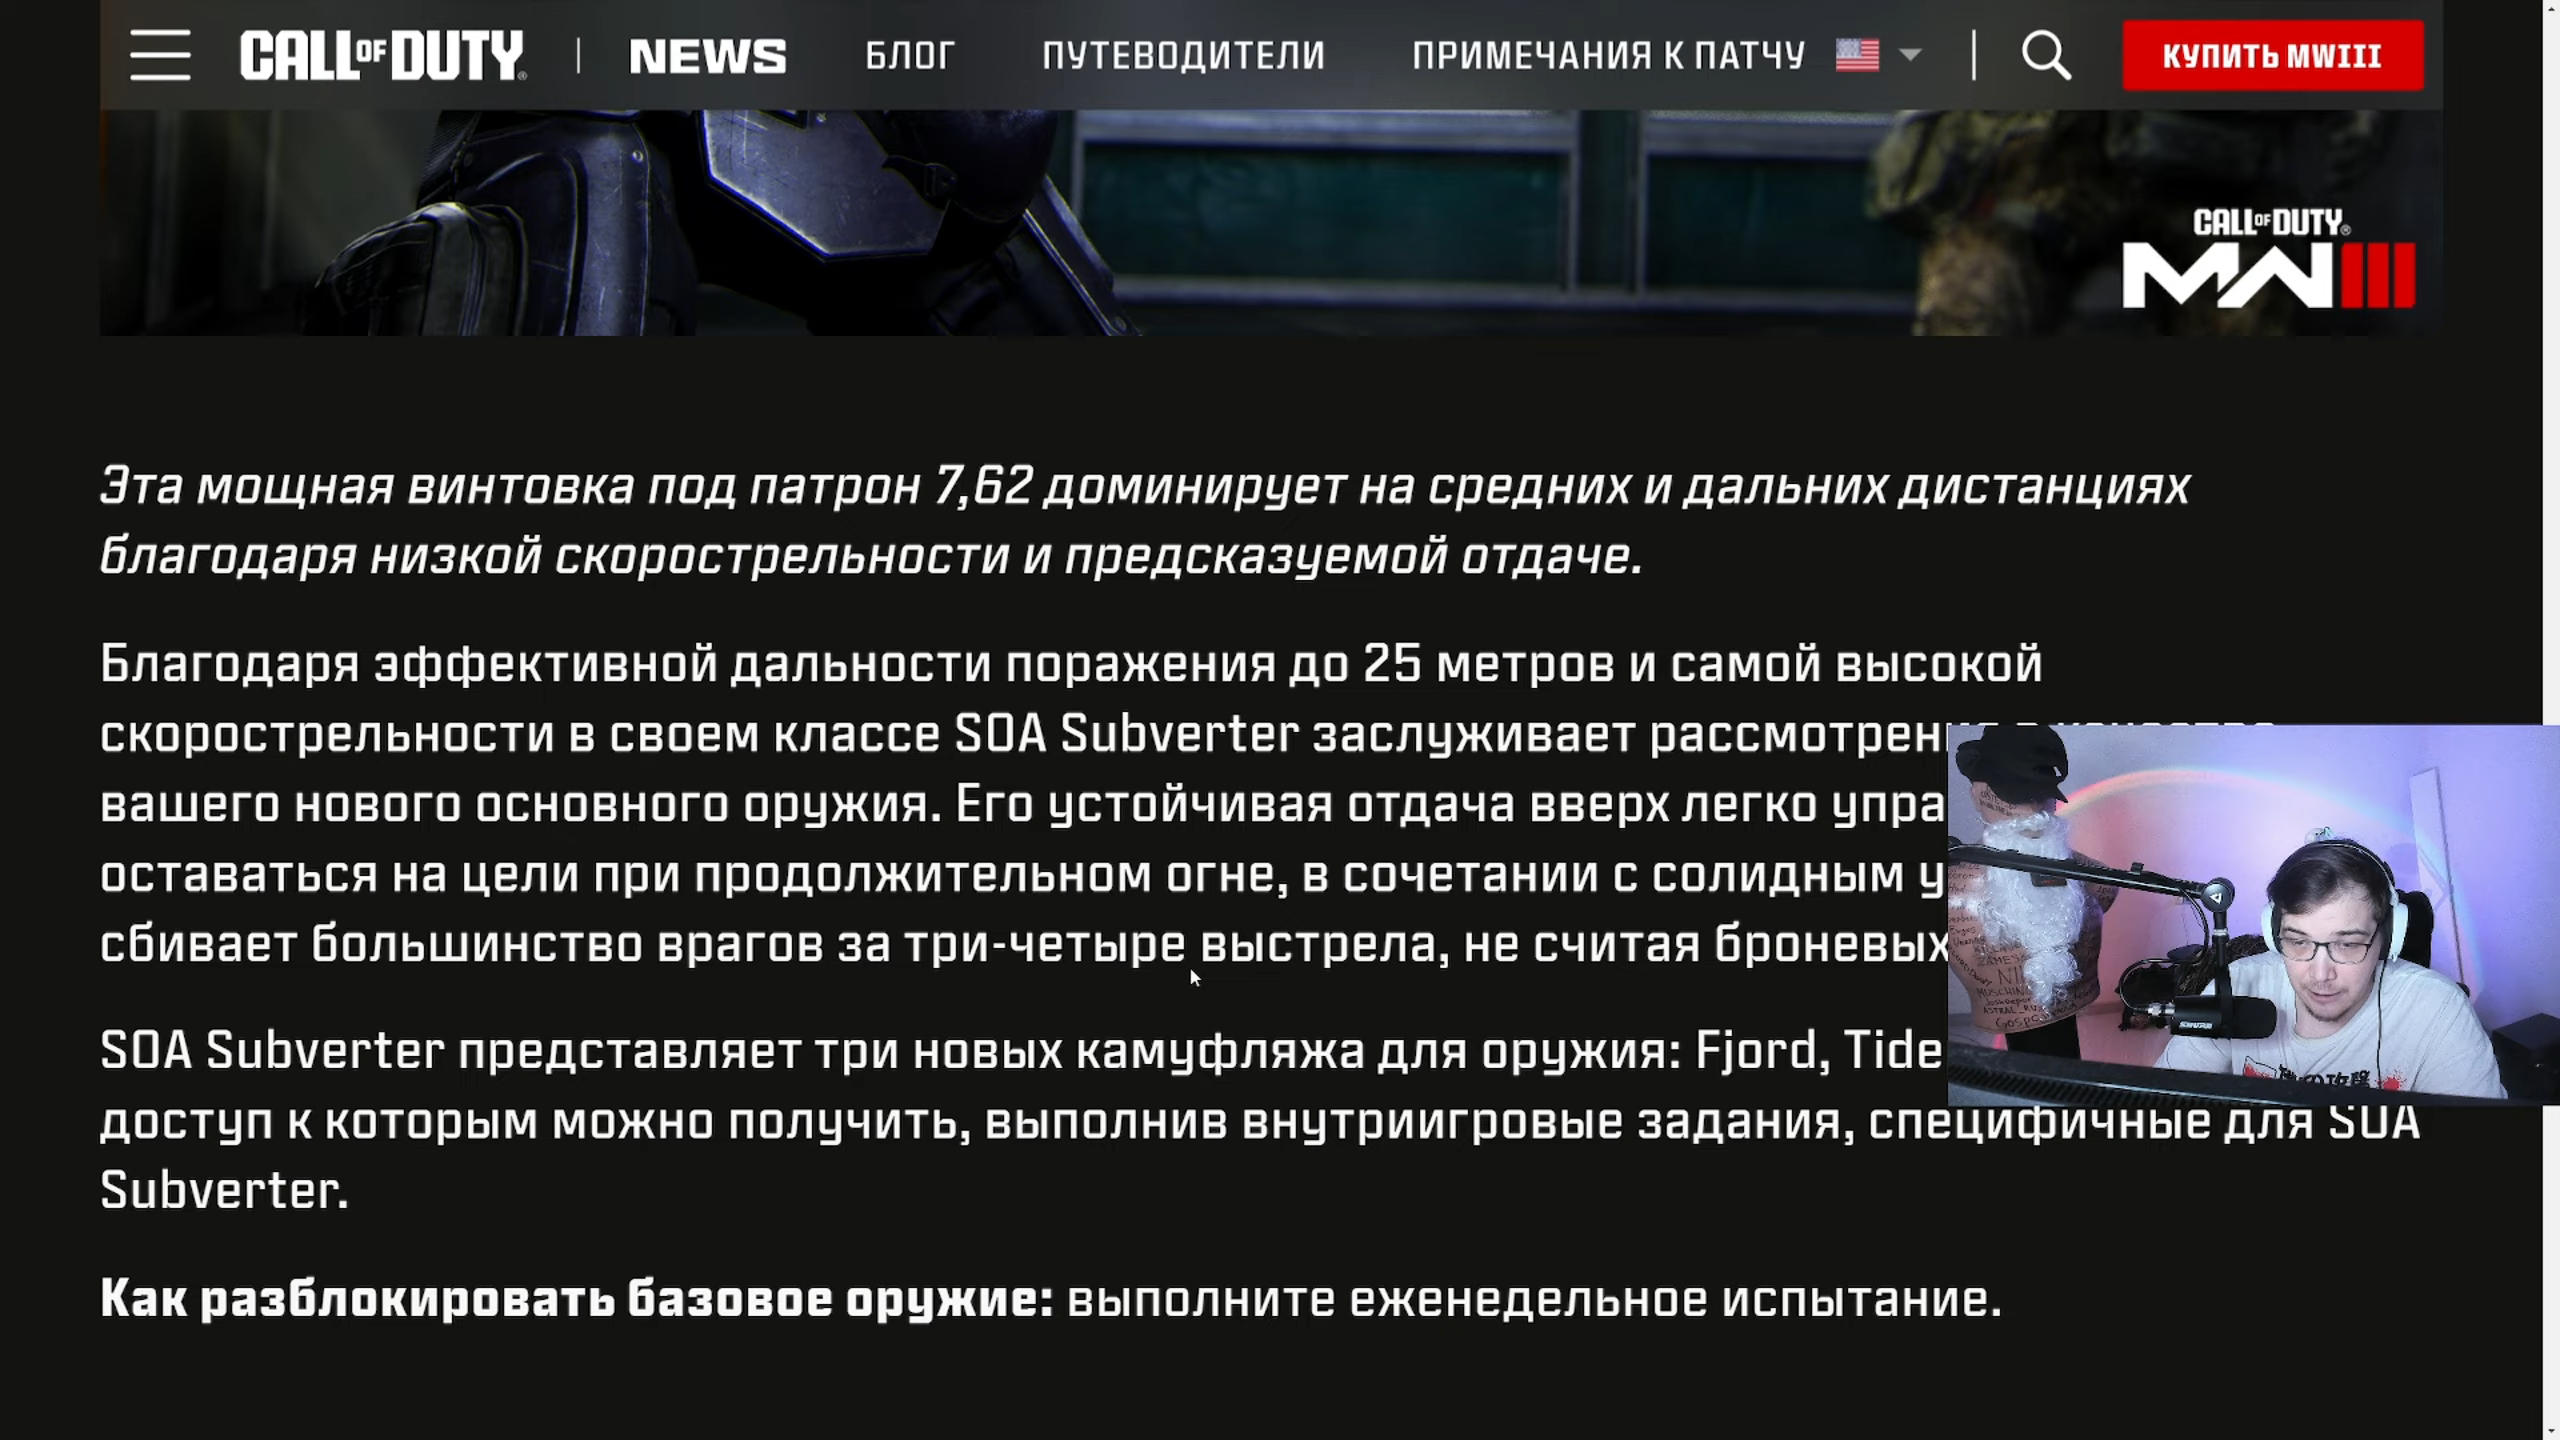 CALL OF DUTY | NEWS БЛОГ ПУТЕВОДИТЕЛИ ПРИМЕЧАНИЯ К ПАТЧУ КУПИТЬ MWIII
CALL OF DUTY
MWIII
Эта мощная винтовка под патрон 7,62 доминирует на средних и дальних дистанциях
благодаря низкой скорострельности и предсказуемой отдаче.
Благодаря эффективной дальности поражения до 25 метров и самой высокой
скорострельности в своем классе SOA Subverter заслуживает
вашего нового основного оружия. Его устойчивая отдача вверх легко
оставаться на цели при продолжительном огне, в сочетании с солидным
сбивает большинство врагов за три-четыре выстрела, не считая броневых
SOA Subverter представляет три новых камуфляжа для оружия: Fjord, Tide
доступ к которым можно получить, выполнив внутриигровые задания, специфичные для SOA
Subverter.
Как разблокировать базовое оружие: выполните еженедельное испытание.
SHURE